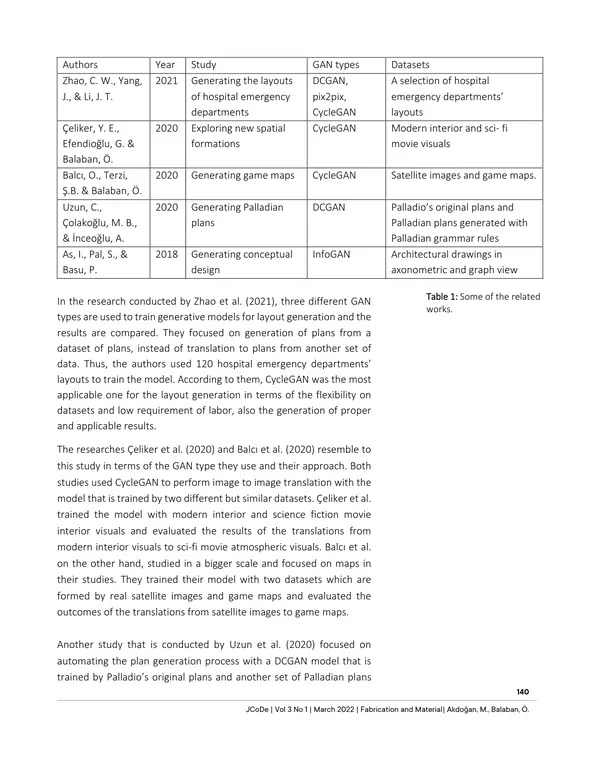 Authors Year Study GAN types Datasets
Zhao, C. W., Yang, 2021 Generating the layouts DCGAN, A selection of hospital
J., & Li, J. T. of hospital emergency pix2pix, emergency departments’
departments CycleGAN layouts
Çeliker, Y. E., 2020 Exploring new spatial CycleGAN Modern interior and sci- fi
Efendioğlu, G. & formations movie visuals
Balaban, Ö.
Balcı, O., Terzi, 2020 Generating game maps CycleGAN Satellite images and game maps.
Ş.B. & Balaban, Ö.
Uzun, C., 2020 Generating Palladian DCGAN Palladio’s original plans and
Çolakoğlu, M. B., plans Palladian plans generated with
& İnceoğlu, A. Palladian grammar rules
As, I., Pal, S., & 2018 Generating conceptual InfoGAN Architectural drawings in
Basu, P. design axonometric and graph view
Table 1: Some of the related
works.
In the research conducted by Zhao et al. (2021), three different GAN
types are used to train generative models for layout generation and the
results are compared. They focused on generation of plans from a
dataset of plans, instead of translation to plans from another set of
data. Thus, the authors used 120 hospital emergency departments’
layouts to train the model. According to them, CycleGAN was the most
applicable one for the layout generation in terms of the flexibility on
datasets and low requirement of labor, also the generation of proper
and applicable results.
The researches Çeliker et al. (2020) and Balcı et al. (2020) resemble to
this study in terms of the GAN type they use and their approach. Both
studies used CycleGAN to perform image to image translation with the
model that is trained by two different but similar datasets. Çeliker et al.
trained the model with modern interior and science fiction movie
interior visuals and evaluated the results of the translations from
modern interior visuals to sci-fi movie atmospheric visuals. Balcı et al.
on the other hand, studied in a bigger scale and focused on maps in
their studies. They trained their model with two datasets which are
formed by real satellite images and game maps and evaluated the
outcomes of the translations from satellite images to game maps.
Another study that is conducted by Uzun et al. (2020) focused on
automating the plan generation process with a DCGAN model that is
trained by Palladio’s original plans and another set of Palladian plans
140
JCoDe | Vol 3 No 1 | March 2022 | Fabrication and Material| Akdoğan, M., Balaban, Ö.